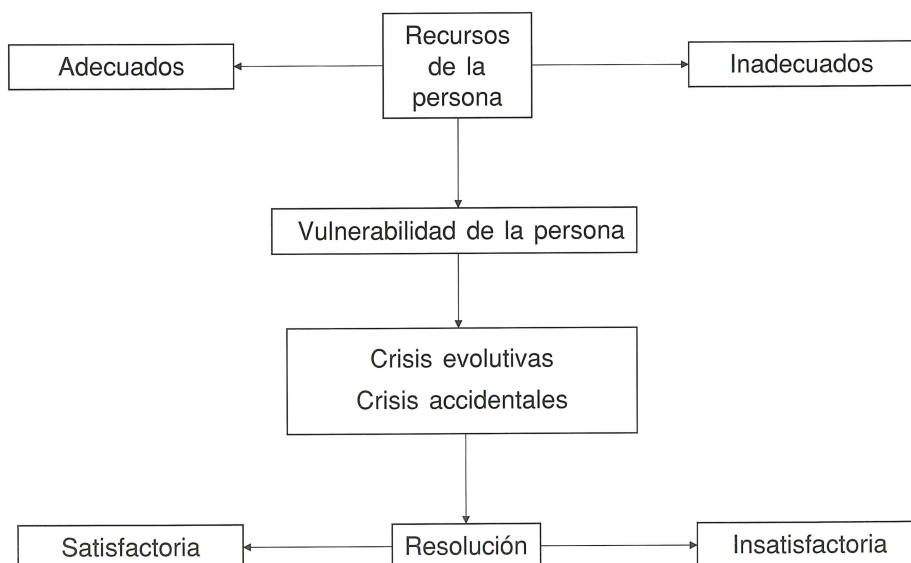 Recursos
de la
persona
Adecuados
Inadecuados
Vulnerabilidad de la persona
Crisis evolutivas
Crisis accidentales
Satisfactoria
Resolución
Insatisfactoria